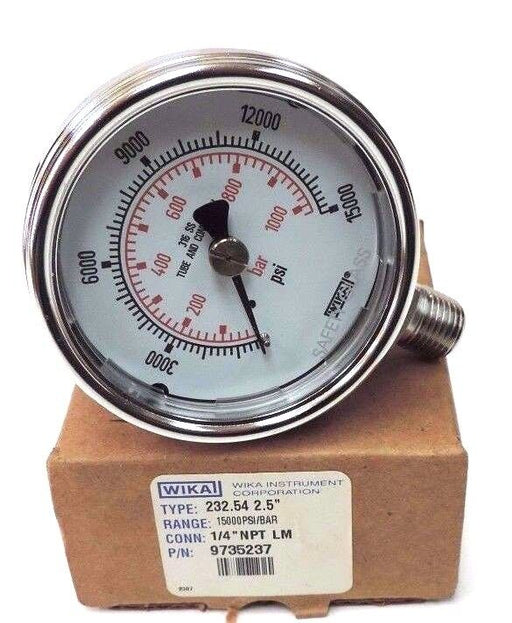 3000
6000
9000
12000
15000
200
400
600
800
1000
316 SS
TUBE AND
bar
psi
WIKA
SAFETY GLASS
WIKA
WIKA INSTRUMENT
CORPORATION
TYPE: 232.54 2.5"
RANGE: 15000PSI/BAR
CONN: 1/4" NPT LM
P/N: 9735237